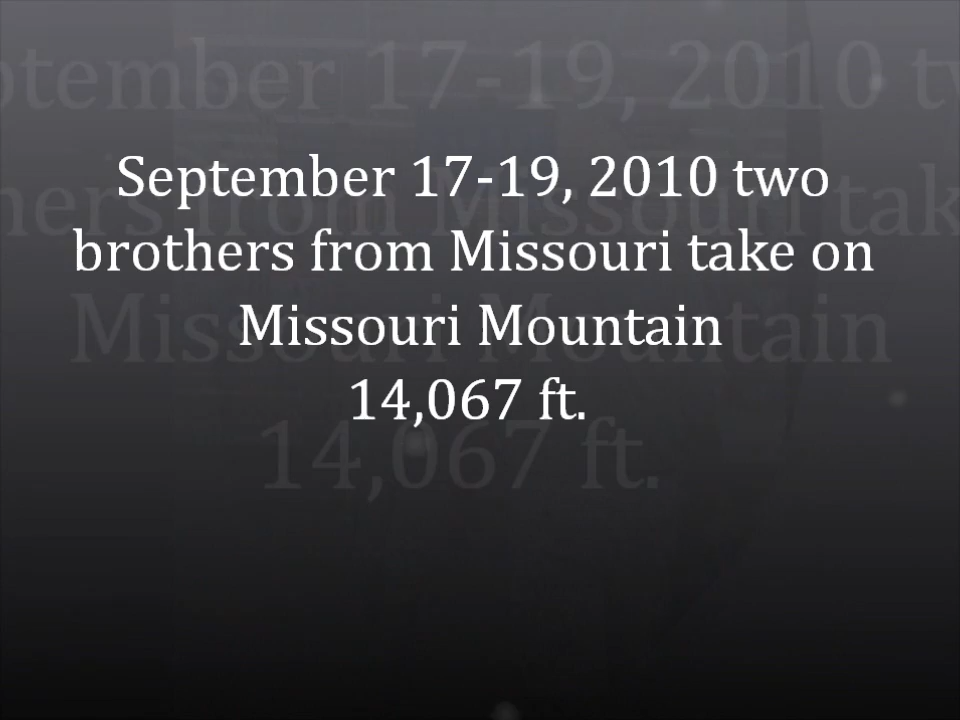 September 17-19, 2010 two
brothers from Missouri take on
Missouri Mountain
14,067 ft.